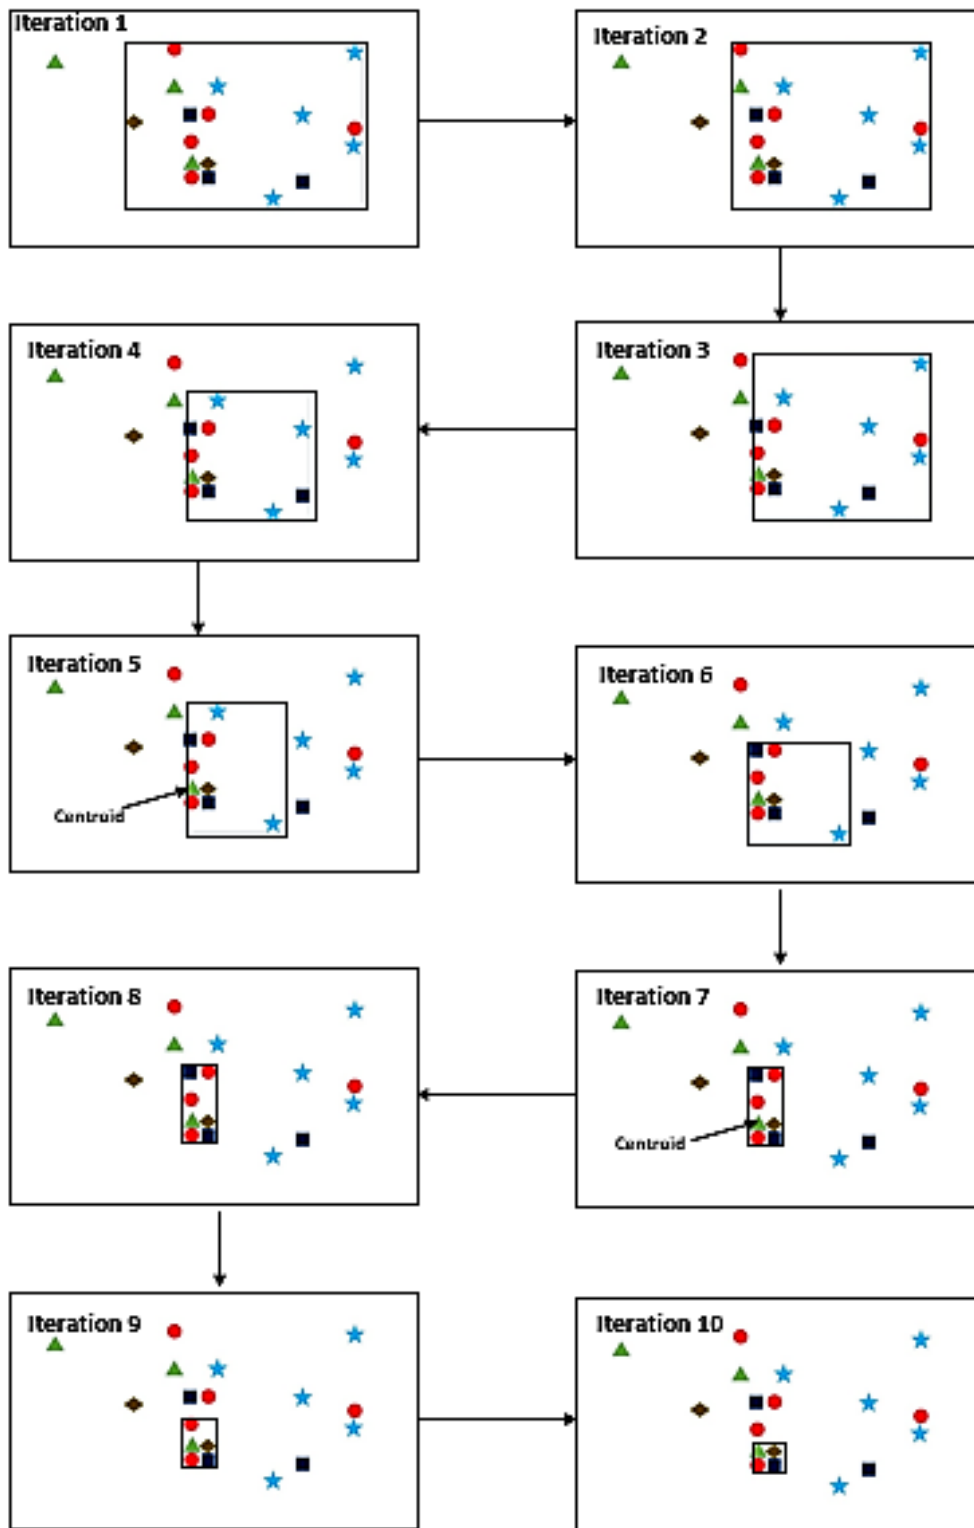 Iteration 1
Iteration 2
Iteration 3
Iteration 4
Iteration 5
Centroid
Iteration 6
Iteration 7
Centroid
Iteration 8
Iteration 9
Iteration 10